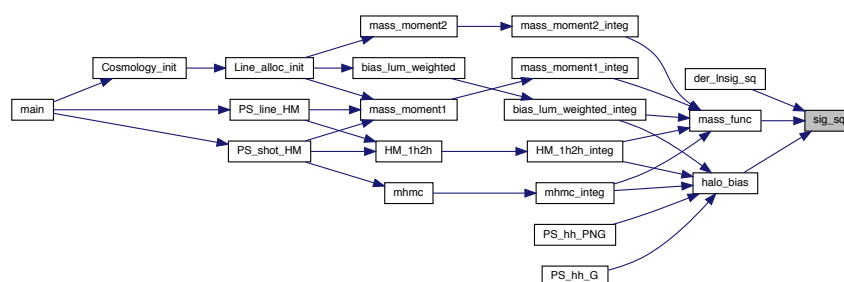 mass_moment2
mass_moment2_integ
Cosmology_init
Line_alloc_init
bias_lum_weighted
mass_moment1_integ
der_lnsig_sq
main
PS_line_HM
mass_moment1
bias_lum_weighted_integ
mass_func
sig_sq
PS_shot_HM
HM_1h2h
HM_1h2h_integ
mhmc
mhmc_integ
halo_bias
PS_hh_PNG
PS_hh_G